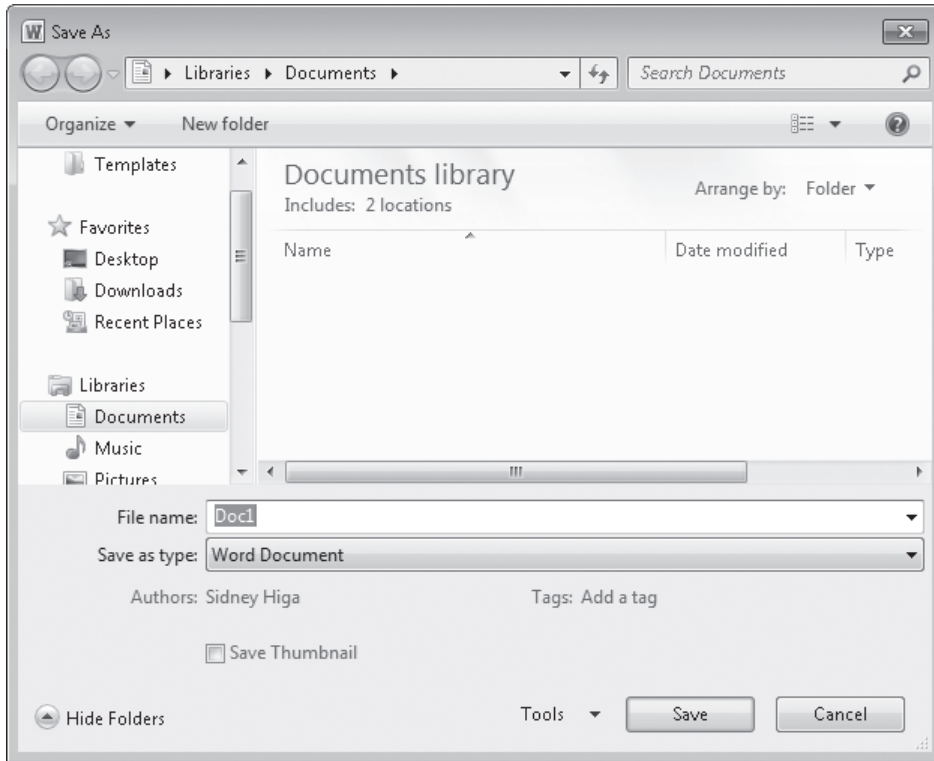 W Save As
Libraries Documents
Search Documents
Organize New folder
Templates
Favorites
Desktop
Downloads
Recent Places
Libraries
Documents
Music
Pictures
Documents library
Includes: 2 locations
Arrange by: Folder
Name Date modified Type
File name: Doc1
Save as type: Word Document
Authors: Sidney Higa Tags: Add a tag
Save Thumbnail
Hide Folders Tools Save Cancel